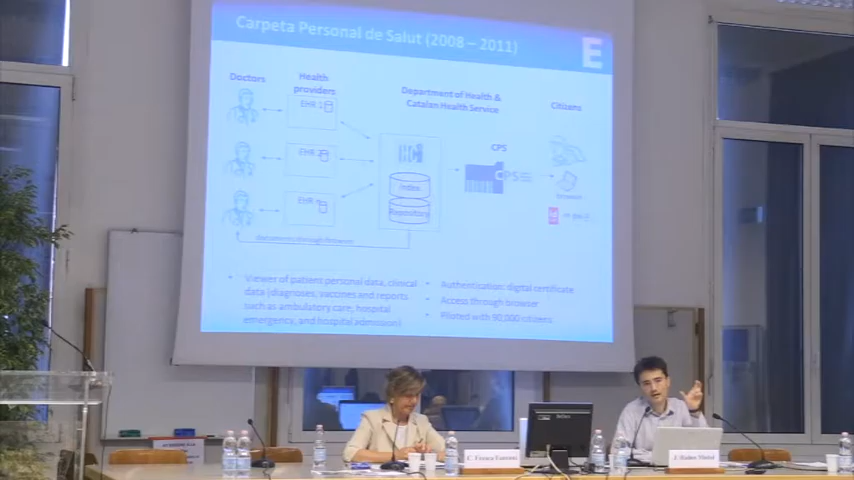 Carpeta Personal de Salut (2008 – 2011)
E
Doctors
Health
providers
Department of Health &
Catalan Health Service
Citizens
EHR 1
EHR 2
EHR
CPS
Index
Repository
• Viewer of patient personal data, clinical
data (diagnoses, vaccines and reports
such as ambulatory care, hospital
emergency, and hospital admission)
• Authentication: digital certificate
• Access through browser
• Piloted with 90,000 citizens